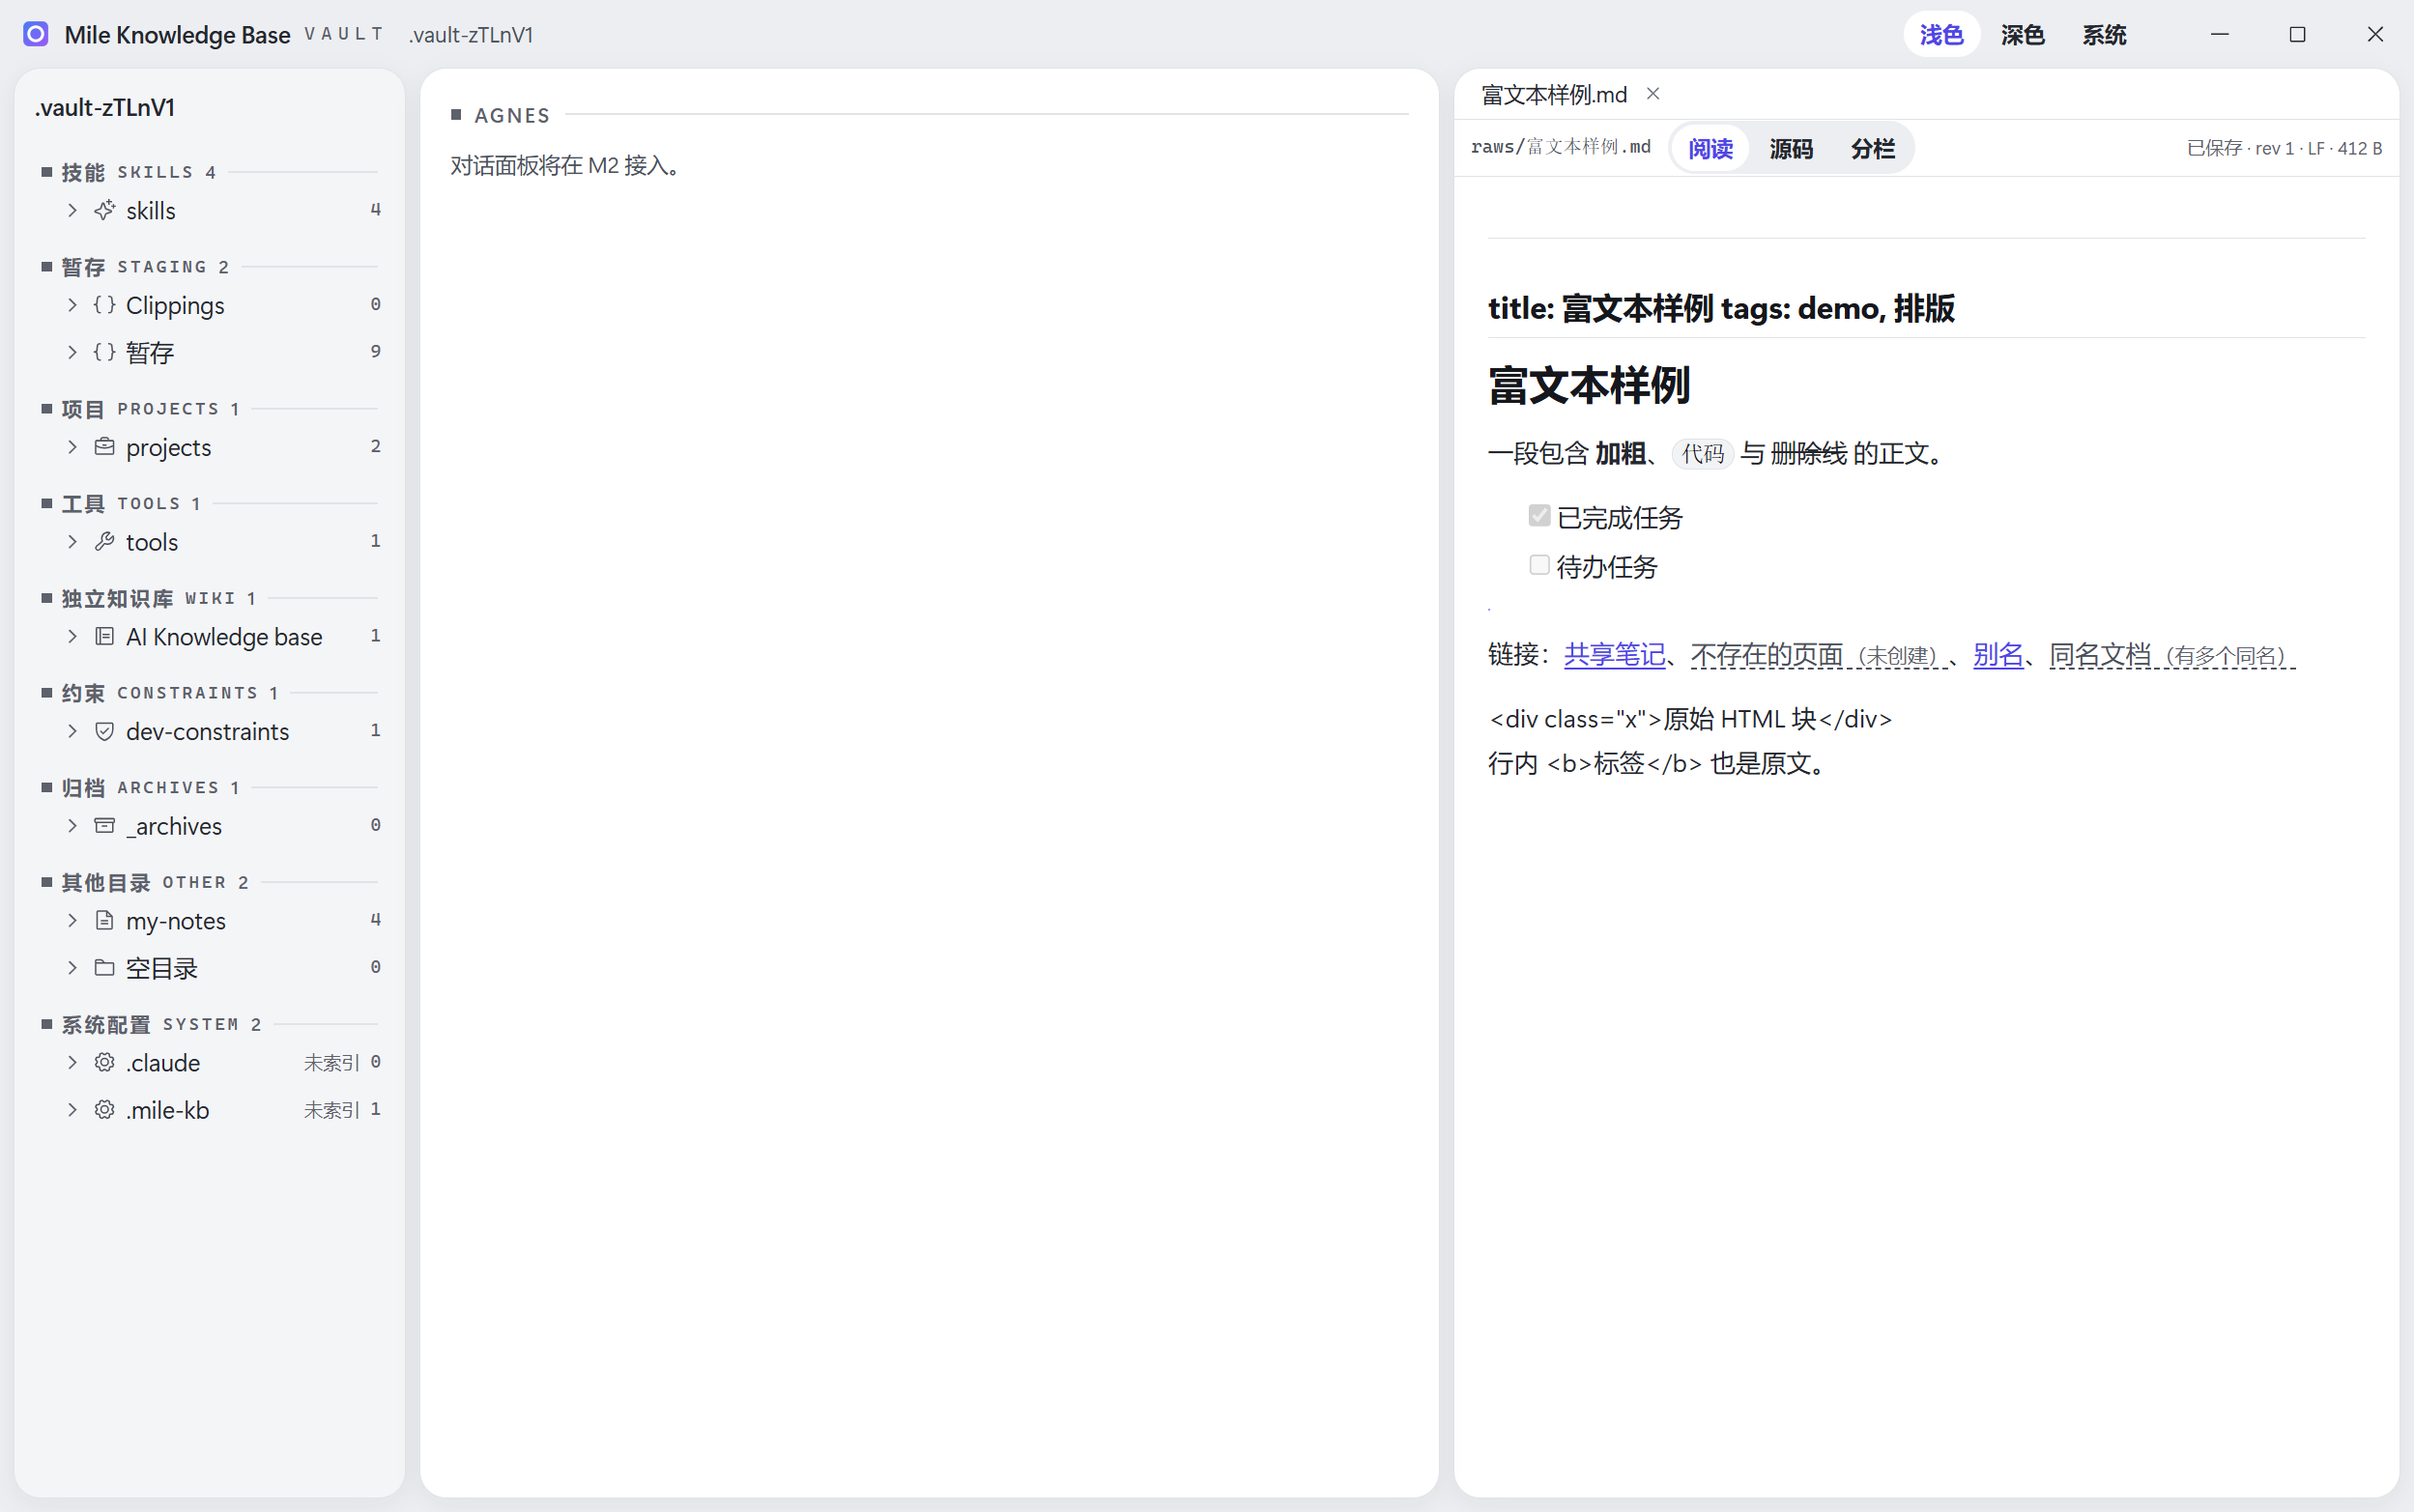 Mile Knowledge Base VAULT .vault-zTLnV1 浅色 深色 系统
.vault-zTLnV1
技能 SKILLS 4
skills 4
暂存 STAGING 2
{ } Clippings 0
{ } 暂存 9
项目 PROJECTS 1
projects 2
工具 TOOLS 1
tools 1
独立知识库 WIKI 1
AI Knowledge base 1
约束 CONSTRAINTS 1
dev-constraints 1
归档 ARCHIVES 1
_archives 0
其他目录 OTHER 2
my-notes 4
空目录 0
系统配置 SYSTEM 2
.claude 未索引 0
.mile-kb 未索引 1
AGNES
对话面板将在 M2 接入。
富文本样例.md ×
raws/富文本样例.md 阅读 源码 分栏 已保存 · rev 1 · LF · 412 B
title: 富文本样例 tags: demo, 排版
富文本样例
一段包含 加粗、 代码 与 删除线 的正文。
已完成任务
待办任务
链接：共享笔记、不存在的页面（未创建）、别名、同名文档（有多个同名）
<div class="x">原始 HTML 块</div>
行内 <b>标签</b> 也是原文。